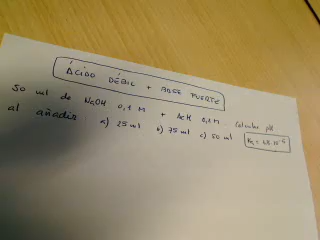 ÁCIDO DÉBIL + BASE FUERTE
50 ml de NaOH 0,1 M + AcH 0,1 M. Calcular pH
al añadir a) 25 ml b) 75 ml c) 50 ml Ka = 1,8·10⁻⁵